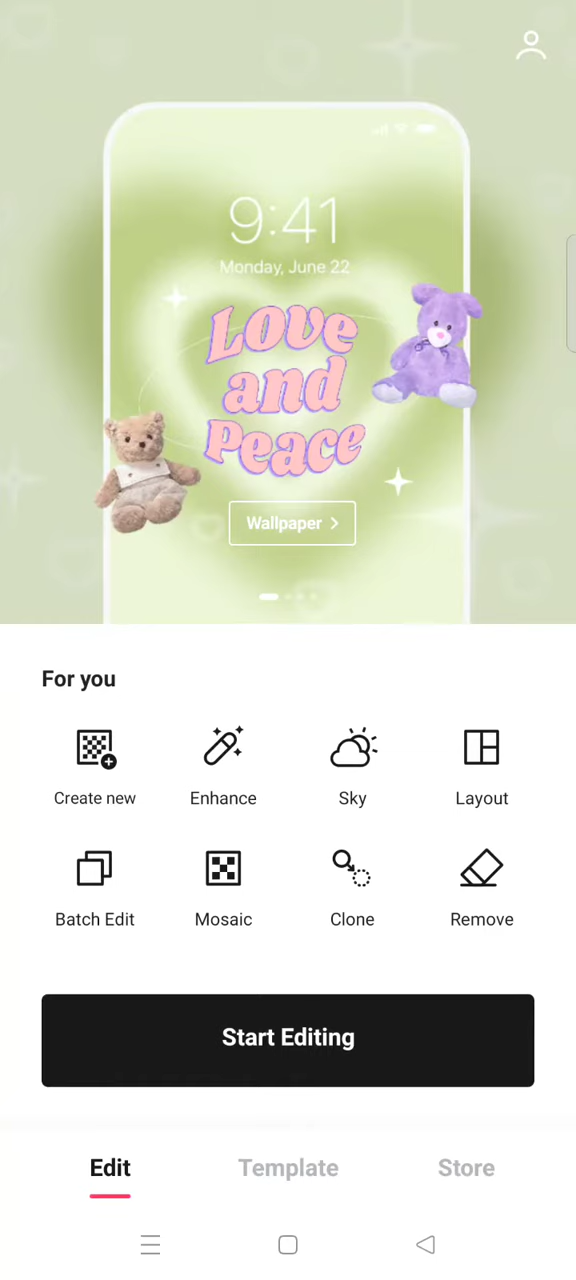 9:41
Monday, June 22
Love
and
Peace
Wallpaper
For you
Create new
Enhance
Sky
Layout
Batch Edit
Mosaic
Clone
Remove
Start Editing
Edit
Template
Store